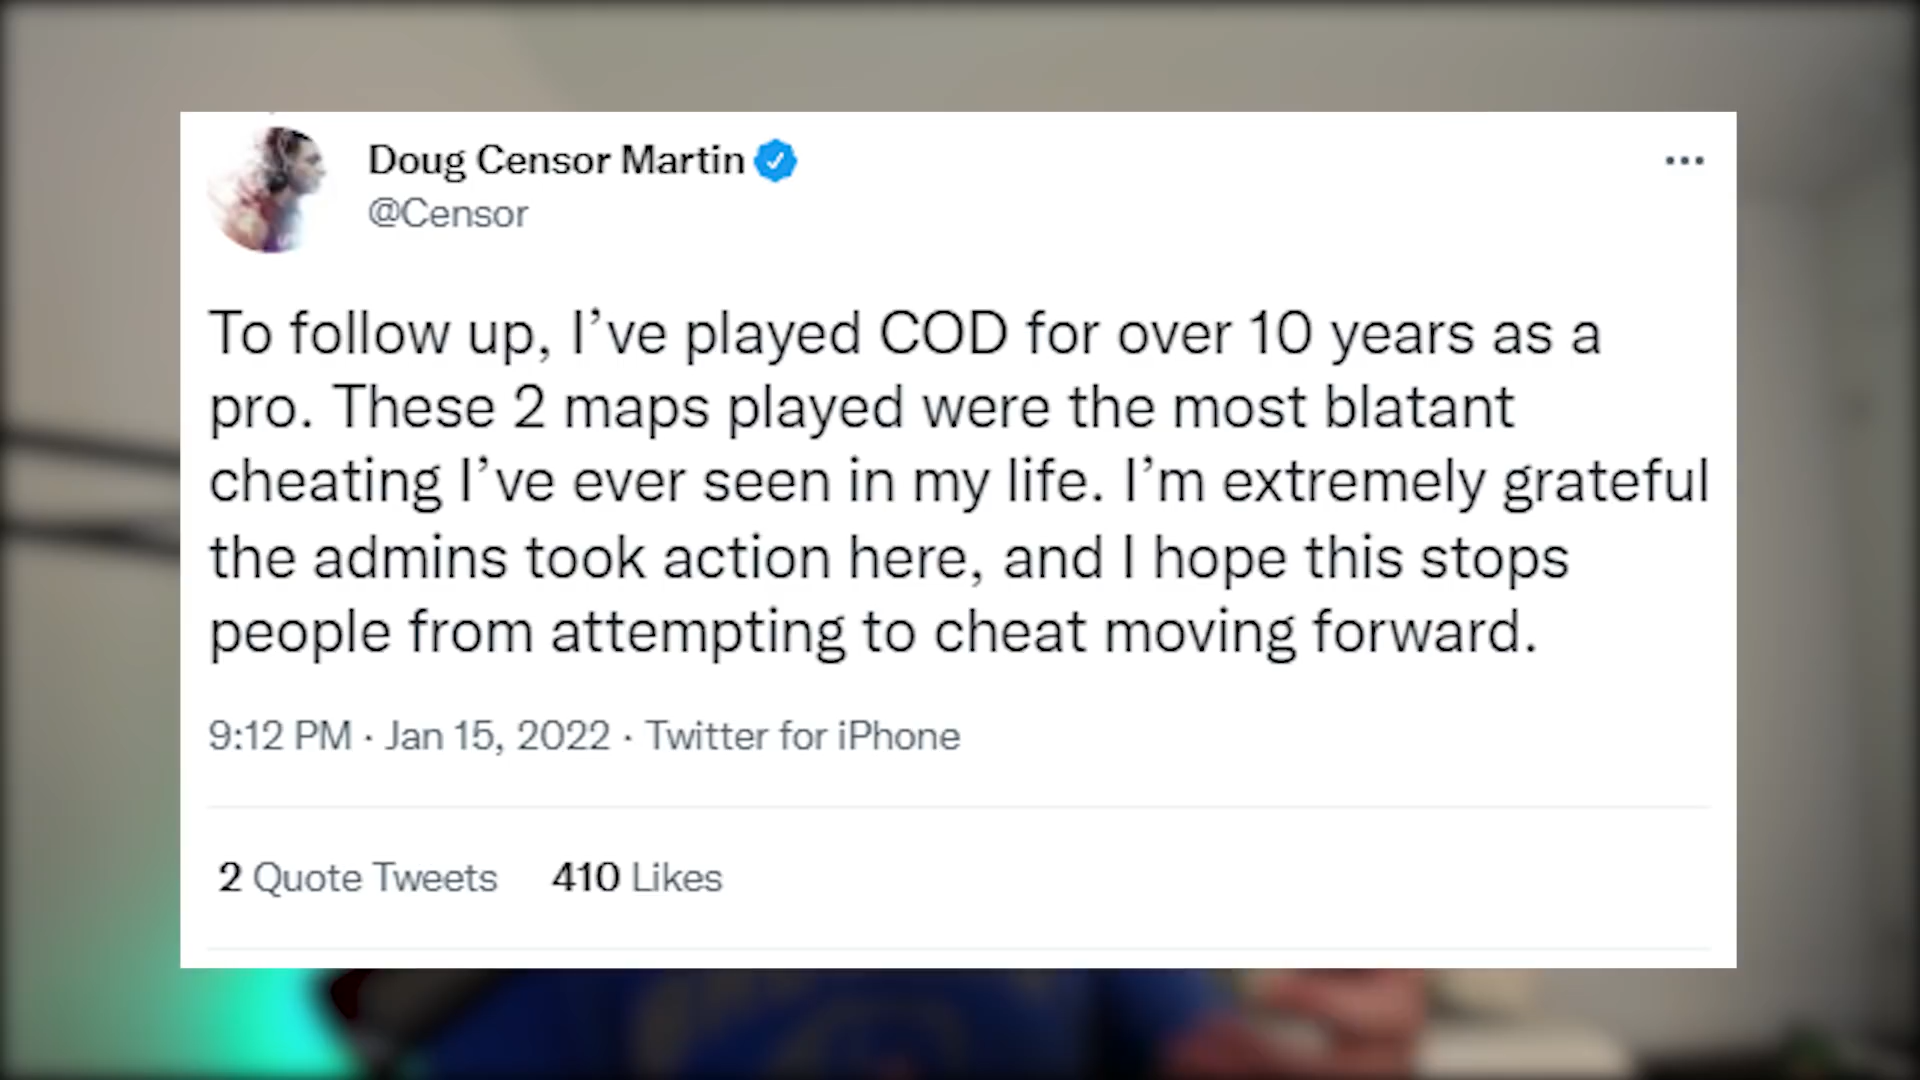 Doug Censor Martin
@Censor
To follow up, I’ve played COD for over 10 years as a
pro. These 2 maps played were the most blatant
cheating I’ve ever seen in my life. I’m extremely grateful
the admins took action here, and I hope this stops
people from attempting to cheat moving forward.
9:12 PM · Jan 15, 2022 · Twitter for iPhone
2 Quote Tweets 410 Likes